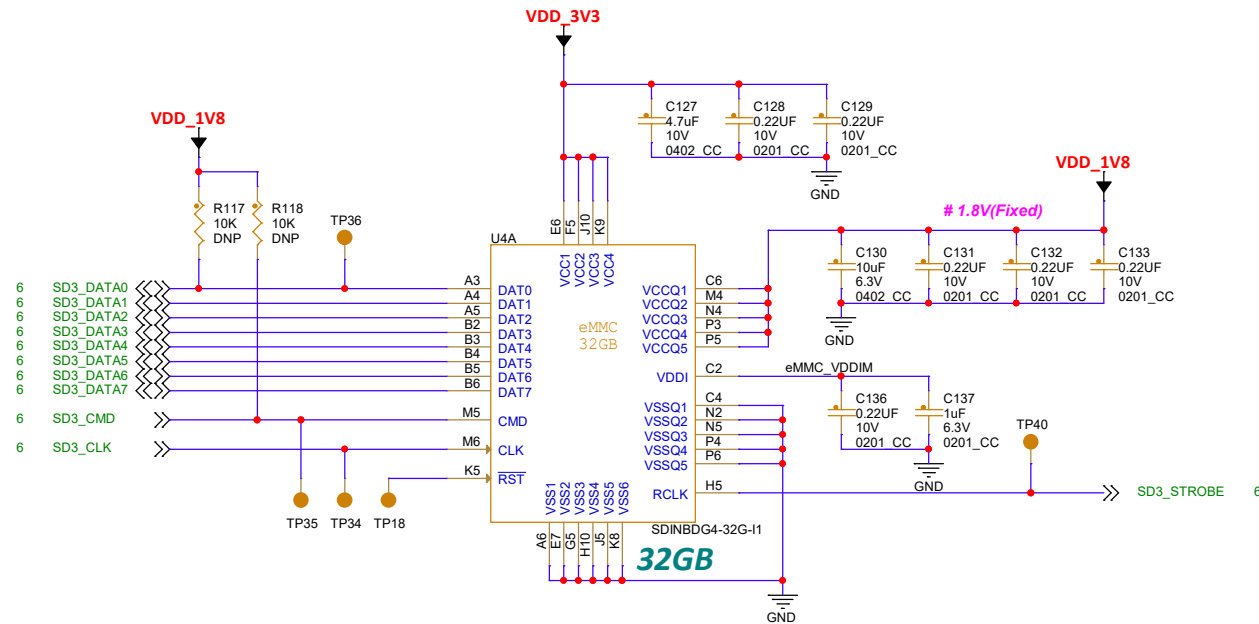 VDD_3V3
C127
4.7uF
10V
0402_CC
C128
0.22UF
10V
0201_CC
C129
0.22UF
10V
0201_CC
GND
VDD_1V8
R117
10K
DNP
R118
10K
DNP
TP36
VDD_1V8
# 1.8V(Fixed)
C130
10uF
6.3V
0402_CC
C131
0.22UF
10V
0201_CC
C132
0.22UF
10V
0201_CC
C133
0.22UF
10V
0201_CC
GND
U4A
E6
F5
J10
K9
VCC1
VCC2
VCC3
VCC4
eMMC
32GB
6 SD3_DATA0 A3 DAT0
6 SD3_DATA1 A4 DAT1
6 SD3_DATA2 A5 DAT2
6 SD3_DATA3 B2 DAT3
6 SD3_DATA4 B3 DAT4
6 SD3_DATA5 B4 DAT5
6 SD3_DATA6 B5 DAT6
6 SD3_DATA7 B6 DAT7
6 SD3_CMD M5 CMD
6 SD3_CLK M6 CLK
K5 RST
TP35
TP34
TP18
VCCQ1 C6
VCCQ2 M4
VCCQ3 N4
VCCQ4 P3
VCCQ5 P5
VDDI C2 eMMC_VDDIM
VSSQ1 C4
VSSQ2 N2
VSSQ3 N5
VSSQ4 P4
VSSQ5 P6
RCLK H5
C136
0.22UF
10V
0201_CC
C137
1uF
6.3V
0201_CC
GND
TP40
SD3_STROBE 6
VSS1
VSS2
VSS3
VSS4
VSS5
VSS6
A6
E7
G5
H10
J5
K8
SDINBDG4-32G-I1
32GB
GND